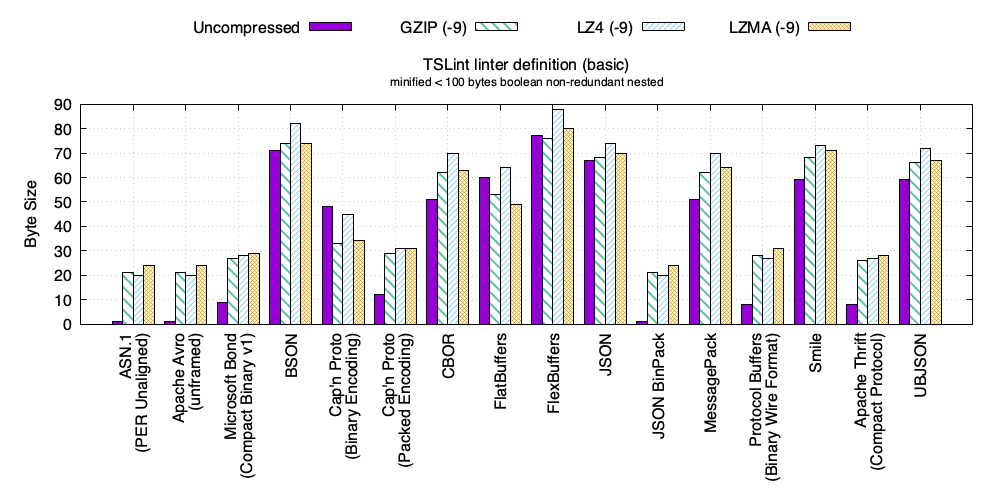 Uncompressed
GZIP (-9)
LZ4 (-9)
LZMA (-9)
TSLint linter definition (basic)
minified < 100 bytes boolean non-redundant nested
Byte Size
90
80
70
60
50
40
30
20
10
0
ASN.1
(PER Unaligned)
Apache Avro
(unframed)
Microsoft Bond
(Compact Binary v1)
BSON
Cap'n Proto
(Binary Encoding)
Cap'n Proto
(Packed Encoding)
CBOR
FlatBuffers
FlexBuffers
JSON
JSON BinPack
MessagePack
Protocol Buffers
(Binary Wire Format)
Smile
Apache Thrift
(Compact Protocol)
UBJSON